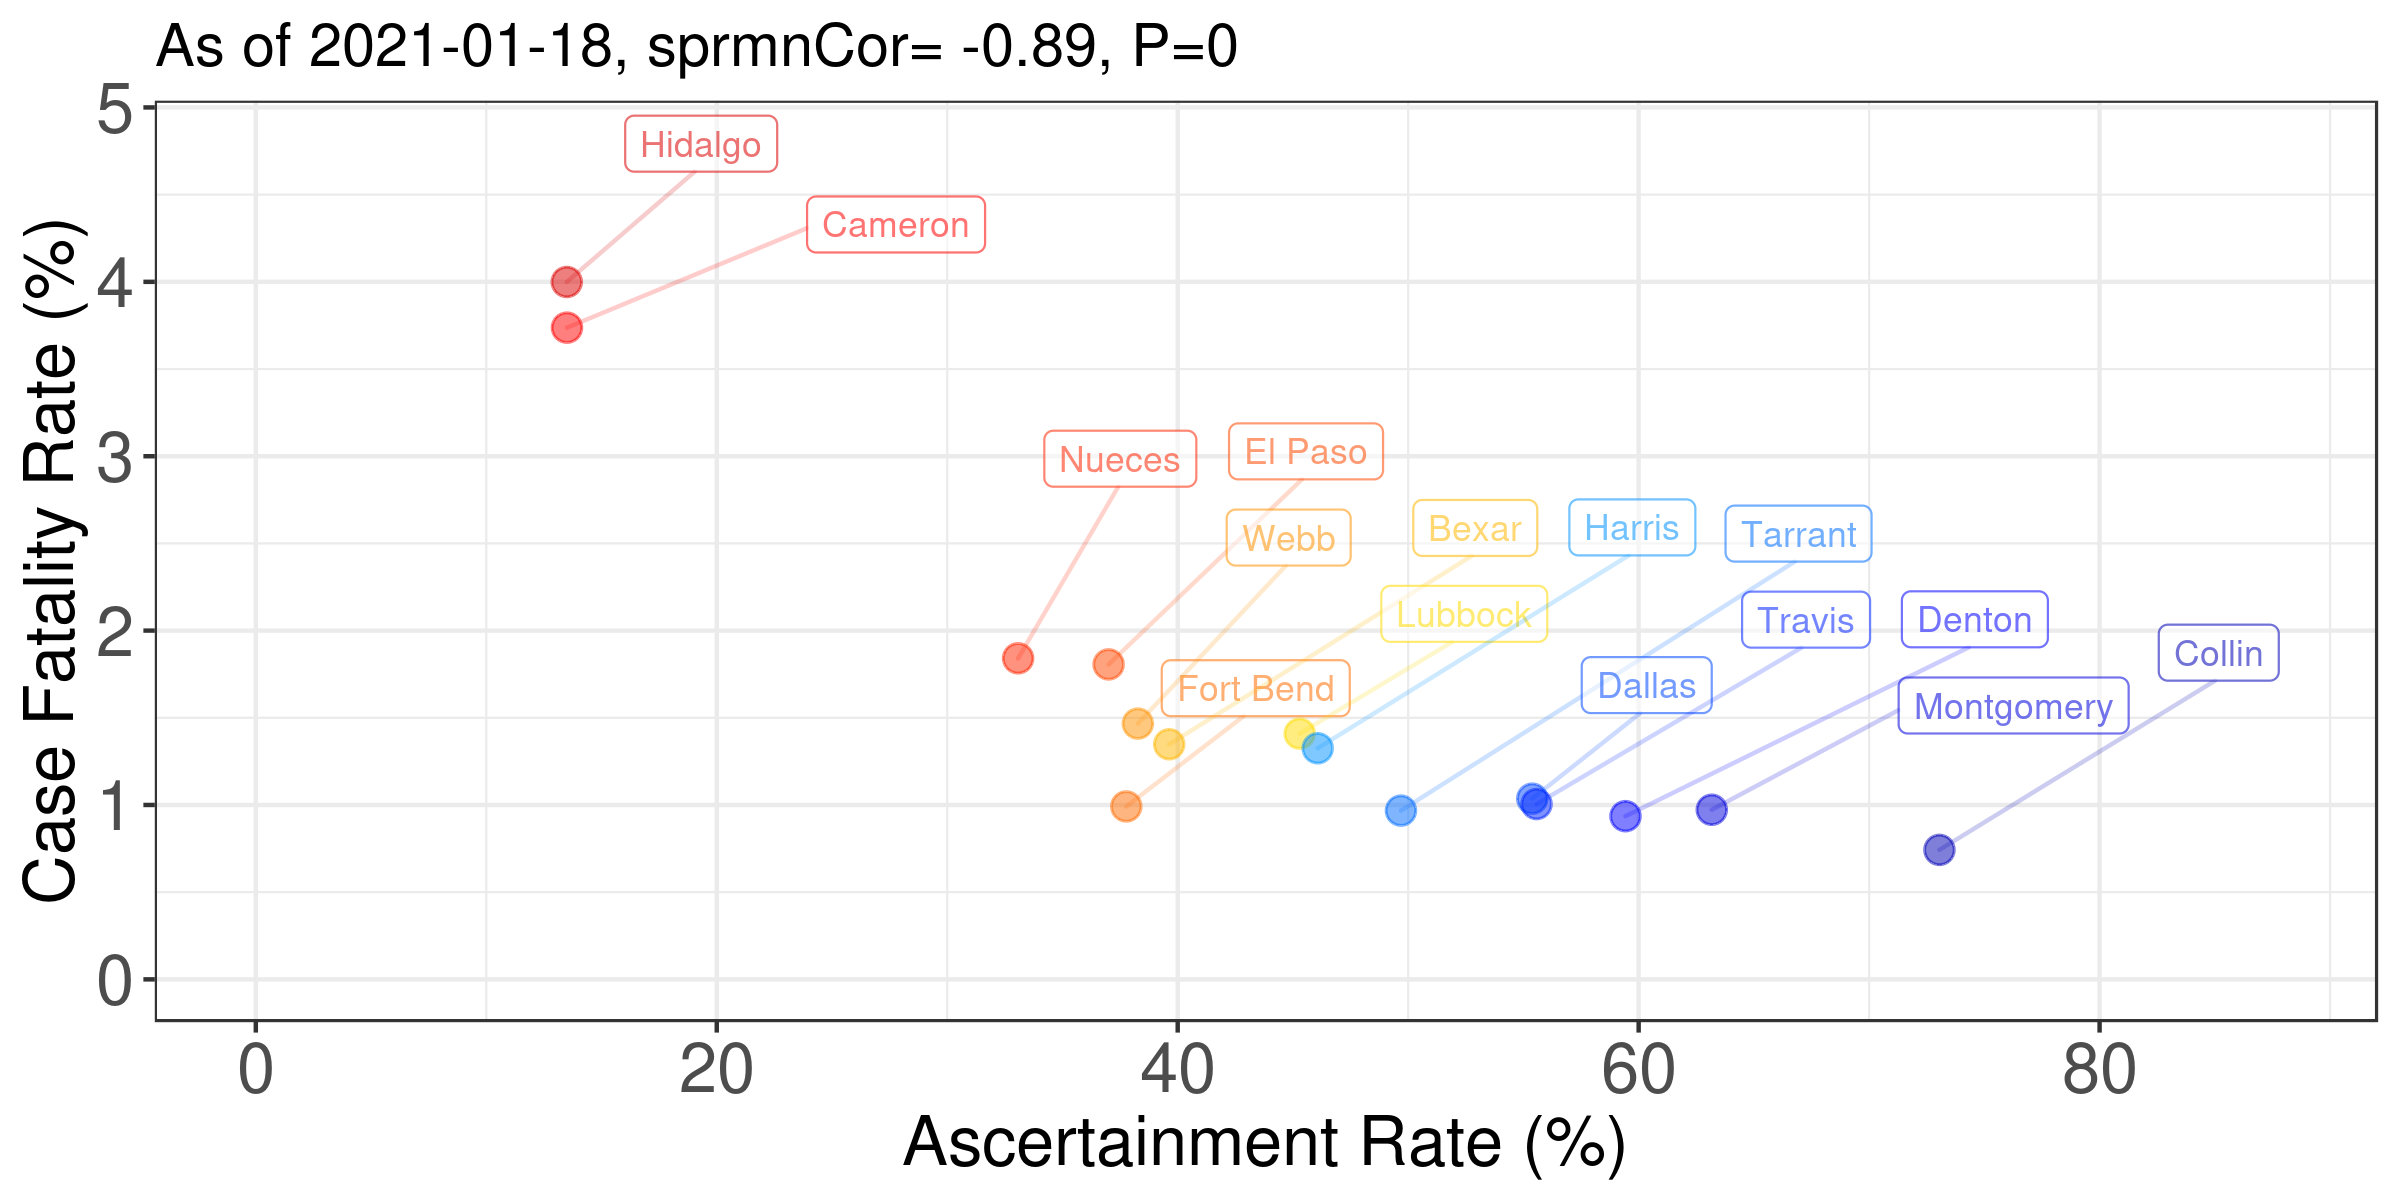 As of 2021-01-18, sprmnCor= -0.89, P=0
Case Fatality Rate (%)
5
4
3
2
1
0
Hidalgo
Cameron
Nueces
El Paso
Webb
Bexar
Harris
Tarrant
Lubbock
Travis
Denton
Collin
Fort Bend
Dallas
Montgomery
0 20 40 60 80
Ascertainment Rate (%)